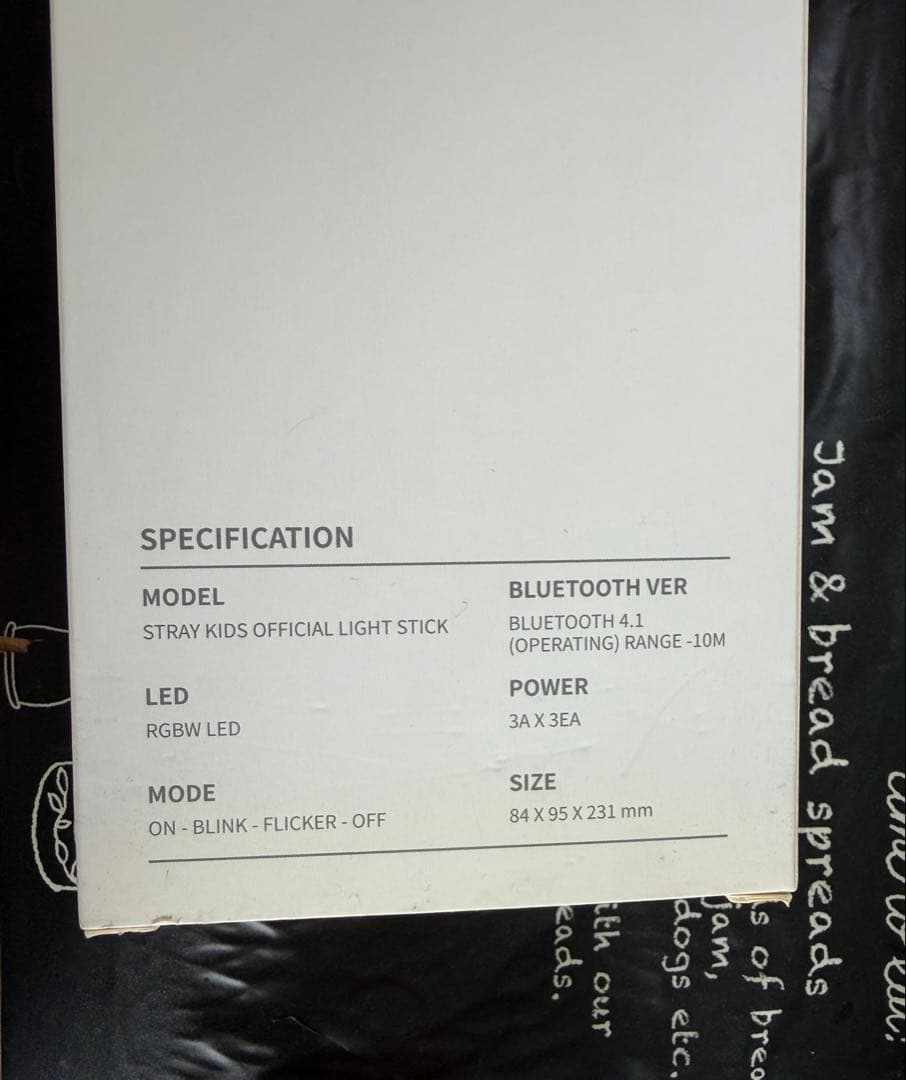 SPECIFICATION
MODEL
STRAY KIDS OFFICIAL LIGHT STICK
LED
RGBW LED
MODE
ON - BLINK - FLICKER - OFF
BLUETOOTH VER
BLUETOOTH 4.1
(OPERATING) RANGE -10M
POWER
3A X 3EA
SIZE
84 X 95 X 231 mm
Jam & bread spreads
of
jam,
dogs etc.
our